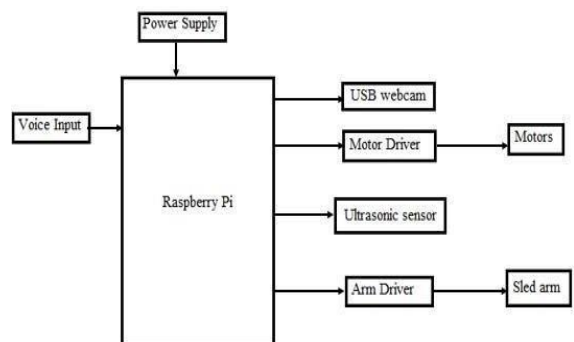 Power Supply
USB webcam
Voice Input
Motor Driver
Motors
Raspberry Pi
Ultrasonic sensor
Arm Driver
Sled arm